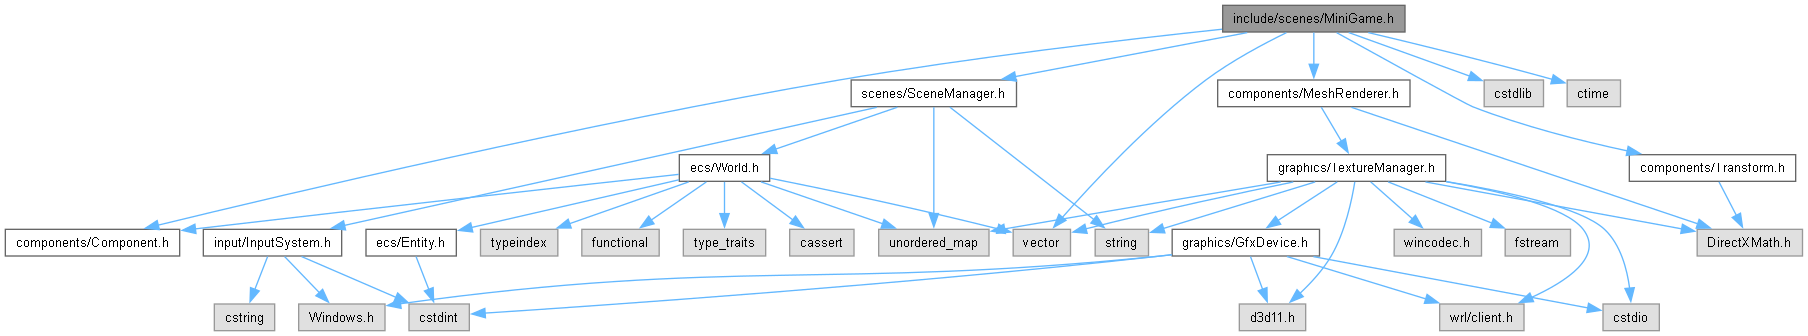 include/scenes/MiniGame.h
scenes/SceneManager.h
components/MeshRenderer.h
cstdlib
ctime
ecs/World.h
graphics/TextureManager.h
components/Transform.h
components/Component.h
input/InputSystem.h
ecs/Entity.h
typeindex
functional
type_traits
cassert
unordered_map
vector
string
graphics/GfxDevice.h
wincodec.h
fstream
DirectXMath.h
cstring
Windows.h
cstdint
d3d11.h
wrl/client.h
cstdio